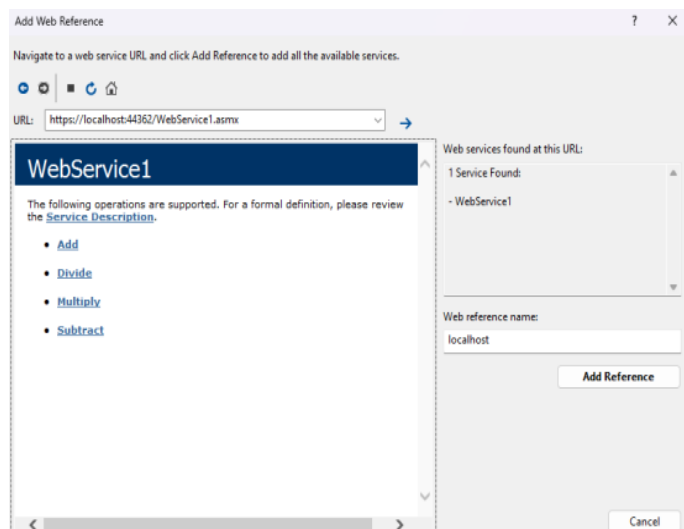 Add Web Reference
? X
Navigate to a web service URL and click Add Reference to add all the available services.
URL: https://localhost:44362/WebService1.asmx
WebService1
The following operations are supported. For a formal definition, please review
the Service Description.
• Add
• Divide
• Multiply
• Subtract
Web services found at this URL:
1 Service Found:
- WebService1
Web reference name:
localhost
Add Reference
Cancel